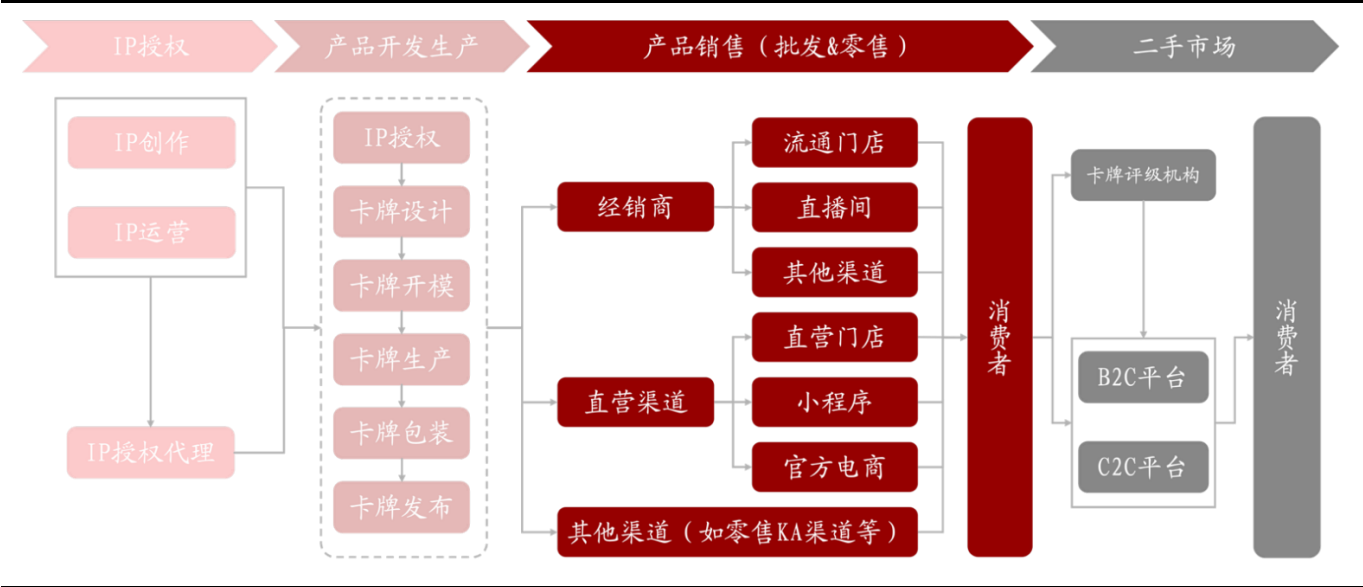 IP授权
产品开发生产
产品销售（批发&零售）
二手市场
IP创作
IP运营
IP授权代理
IP授权
卡牌设计
卡牌开模
卡牌生产
卡牌包装
卡牌发布
经销商
直营渠道
其他渠道（如零售KA渠道等）
流通门店
直播间
其他渠道
直营门店
小程序
官方电商
消费者
卡牌评级机构
B2C平台
C2C平台
消费者